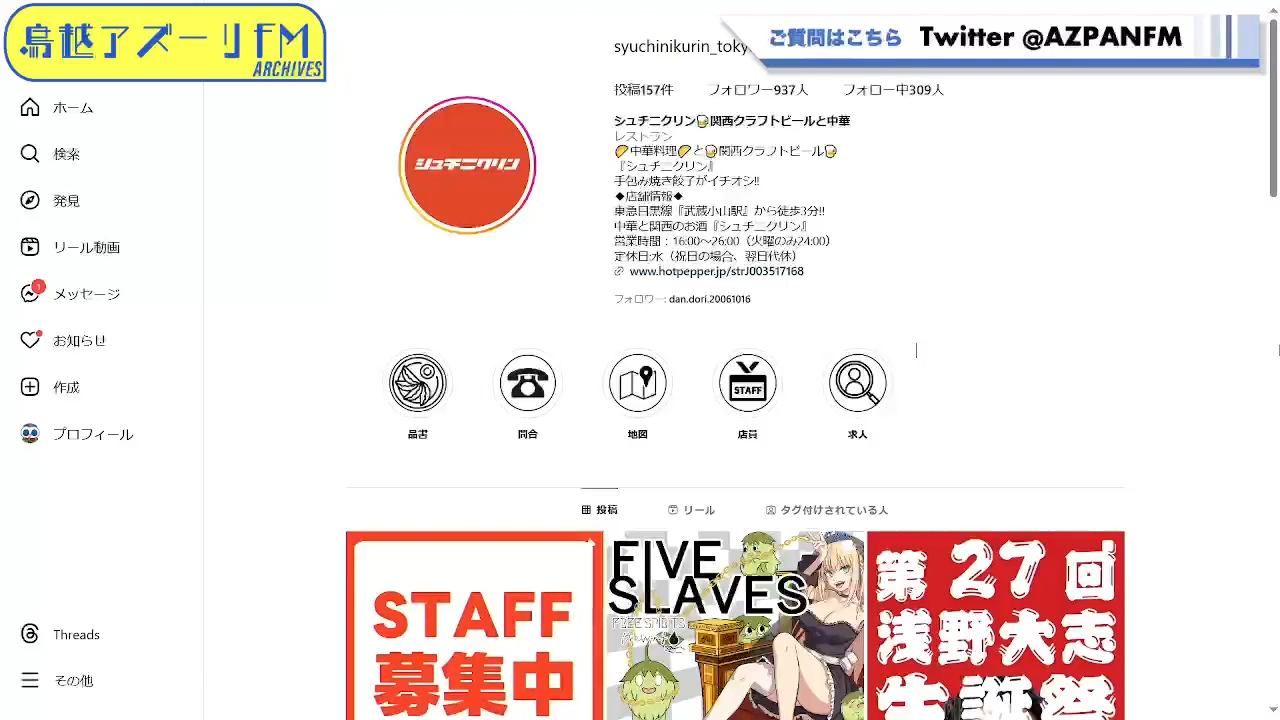 鳥越アズーリFM
ARCHIVES
ご質問はこちら Twitter @AZPANFM
ホーム
検索
発見
リール動画
1
メッセージ
お知らせ
作成
プロフィール
Threads
その他
syuchinikurin_toky
投稿157件 フォロワー937人 フォロー中309人
シュチニクリン🍺関西クラフトビールと中華
レストラン
🥟中華料理🥟と🍺関西クラフトビール🍺
『シュチニクリン』
手包み焼き餃子がイチオシ!!
◆店舗情報◆
東急目黒線『武蔵小山駅』から徒歩3分!!
中華と関西のお酒『シュチニクリン』
営業時間：16:00〜26:00（火曜のみ24:00）
定休日:水（祝日の場合、翌日代休）
www.hotpepper.jp/strJ003517168
フォロワー: dan.dori.20061016
シュチニクリン
STAFF
品書 問合 地図 店員 求人
投稿 リール タグ付けされている人
STAFF
募集中
FIVE
SLAVES
FREE SPIRITS
第27回
浅野大志
生誕祭